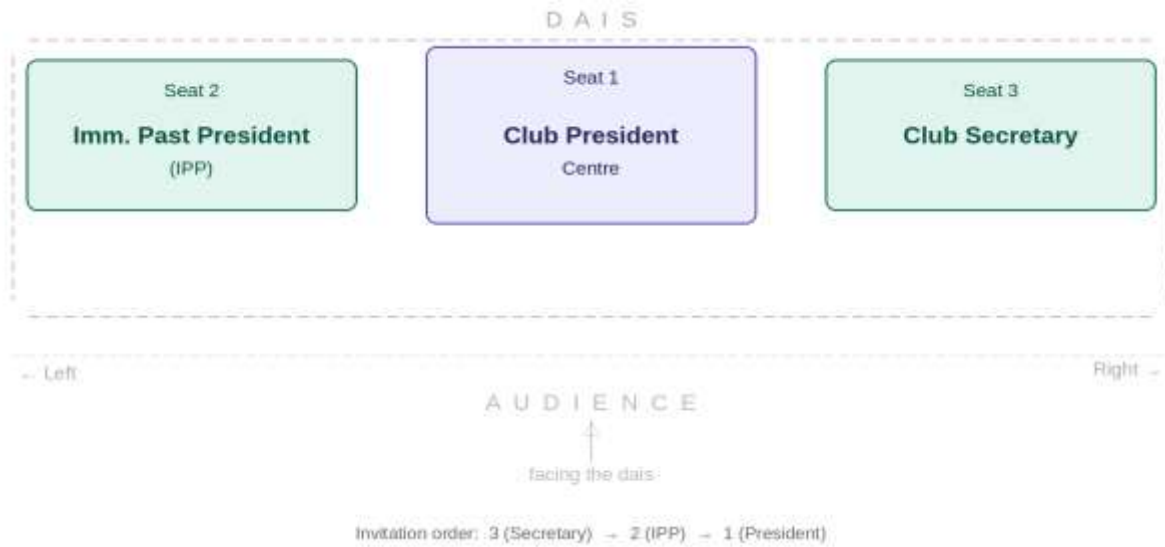 D A I S
Seat 2
Imm. Past President
(IPP)
Seat 1
Club President
Centre
Seat 3
Club Secretary
← Left
Right →
A U D I E N C E
facing the dais
Invitation order: 3 (Secretary) → 2 (IPP) → 1 (President)